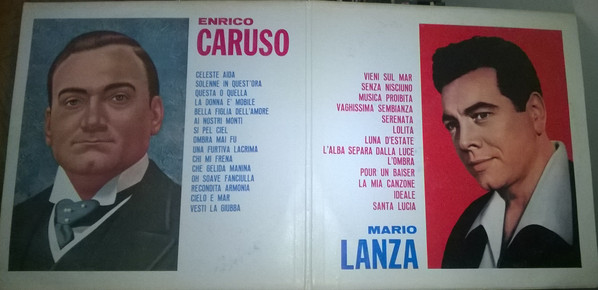 ENRICO
CARUSO
CELESTE AIDA
SOLENNE IN QUEST'ORA
QUESTA O QUELLA
LA DONNA E' MOBILE
BELLA FIGLIA DELL'AMORE
AI NOSTRI MONTI
SI PEL CIEL
OMBRA MAI FU
UNA FURTIVA LAGRIMA
CHI MI FRENA
CHE GELIDA MANINA
OH SOAVE FANCIULLA
RECONDITA ARMONIA
CIELO E MAR
VESTI LA GIUBBA
VIENI SUL MAR
SENZA NISCIUNO
MUSICA PROIBITA
VAGHISSIMA SEMBIANZA
SERENATA
LOLITA
LUNA D'ESTATE
L'ALBA SEPARA DALLA LUCE
L'OMBRA
POUR UN BAISER
LA MIA CANZONE
IDEALE
SANTA LUCIA
MARIO
LANZA